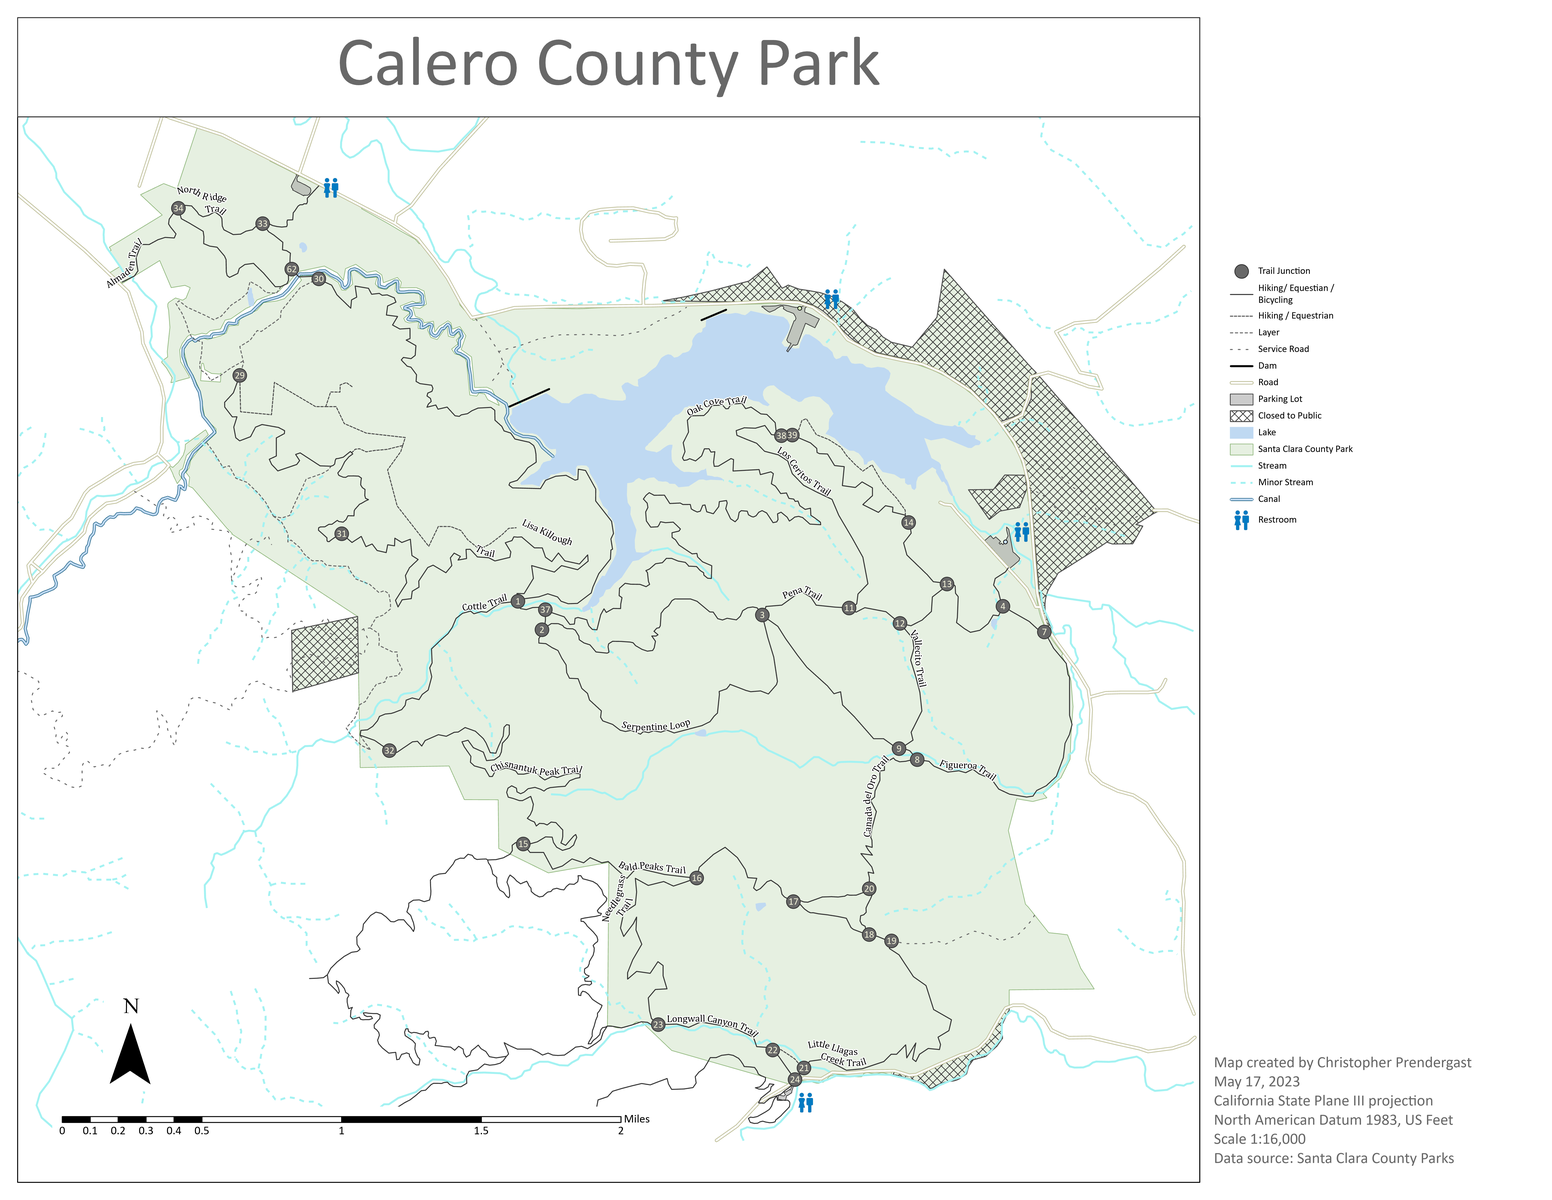 Calero County Park
North Ridge
Trail
34
33
Almaden Trail
62
30
29
Oak Cove Trail
38
39
Los Cerritos Trail
31
Lisa Killough
Trail
14
13
Cottle Trail
1
37
2
3
Pena Trail
11
12
4
7
Vallecito Trail
Serpentine Loop
32
9
8
Figueroa Trail
Chisnantuk Peak Trail
Canada del Oro Trail
15
Bald Peaks Trail
16
Needlegrass
Trail
20
17
18
19
23
Longwall Canyon Trail
22
Little Llagas
Creek Trail
21
24
N
0 0.1 0.2 0.3 0.4 0.5 1 1.5 2 Miles
Trail Junction
Hiking/ Equestian /
Bicycling
Hiking / Equestrian
Layer
Service Road
Dam
Road
Parking Lot
Closed to Public
Lake
Santa Clara County Park
Stream
Minor Stream
Canal
Restroom
Map created by Christopher Prendergast
May 17, 2023
California State Plane III projection
North American Datum 1983, US Feet
Scale 1:16,000
Data source: Santa Clara County Parks